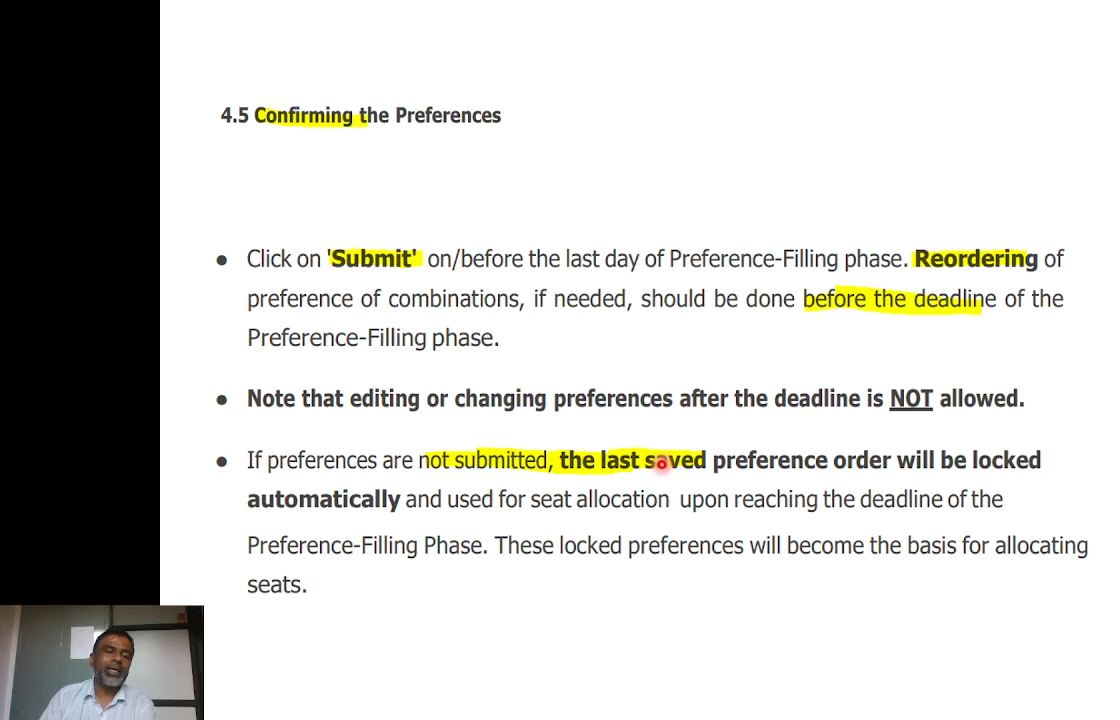 4.5 Confirming the Preferences
● Click on 'Submit' on/before the last day of Preference-Filling phase. Reordering of
preference of combinations, if needed, should be done before the deadline of the
Preference-Filling phase.
● Note that editing or changing preferences after the deadline is NOT allowed.
● If preferences are not submitted, the last saved preference order will be locked
automatically and used for seat allocation upon reaching the deadline of the
Preference-Filling Phase. These locked preferences will become the basis for allocating
seats.